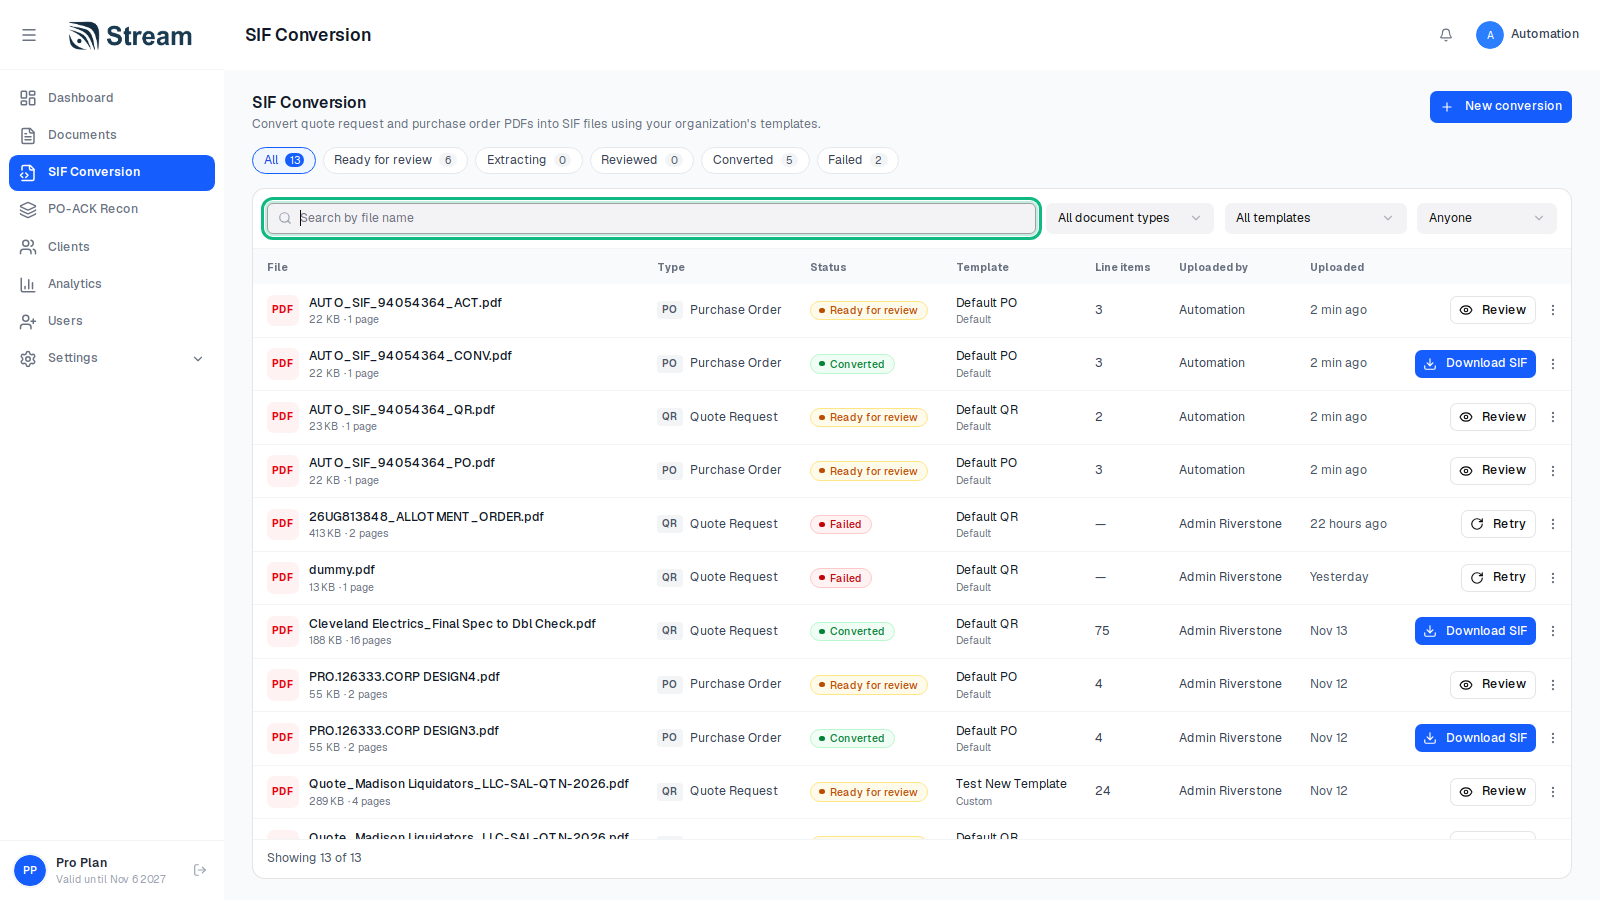 Stream
SIF Conversion
A
Automation
Dashboard
Documents
SIF Conversion
PO-ACK Recon
Clients
Analytics
Users
Settings
SIF Conversion
Convert quote request and purchase order PDFs into SIF files using your organization's templates.
New conversion
All 13
Ready for review 6
Extracting 0
Reviewed 0
Converted 5
Failed 2
Search by file name
All document types
All templates
Anyone
File Type Status Template Line items Uploaded by Uploaded
PDF AUTO_SIF_94054364_ACT.pdf PO Purchase Order Ready for review Default PO 3 Automation 2 min ago Review
22 KB · 1 page Default
PDF AUTO_SIF_94054364_CONV.pdf PO Purchase Order Converted Default PO 3 Automation 2 min ago Download SIF
22 KB · 1 page Default
PDF AUTO_SIF_94054364_QR.pdf QR Quote Request Ready for review Default QR 2 Automation 2 min ago Review
23 KB · 1 page Default
PDF AUTO_SIF_94054364_PO.pdf PO Purchase Order Ready for review Default PO 3 Automation 2 min ago Review
22 KB · 1 page Default
PDF 26UG813848_ALLOTMENT_ORDER.pdf QR Quote Request Failed Default QR — Admin Riverstone 22 hours ago Retry
413 KB · 2 pages Default
PDF dummy.pdf QR Quote Request Failed Default QR — Admin Riverstone Yesterday Retry
13 KB · 1 page Default
PDF Cleveland Electrics_Final Spec to Dbl Check.pdf QR Quote Request Converted Default QR 75 Admin Riverstone Nov 13 Download SIF
188 KB · 16 pages Default
PDF PRO.126333.CORP DESIGN4.pdf PO Purchase Order Ready for review Default PO 4 Admin Riverstone Nov 12 Review
55 KB · 2 pages Default
PDF PRO.126333.CORP DESIGN3.pdf PO Purchase Order Converted Default PO 4 Admin Riverstone Nov 12 Download SIF
55 KB · 2 pages Default
PDF Quote_Madison Liquidators_LLC-SAL-QTN-2026.pdf QR Quote Request Ready for review Test New Template 24 Admin Riverstone Nov 12 Review
289 KB · 4 pages Custom
Quote_Madison Liquidators_LLC-SAL-QTN-2026.pdf Default QR
Showing 13 of 13
PP
Pro Plan
Valid until Nov 6 2027